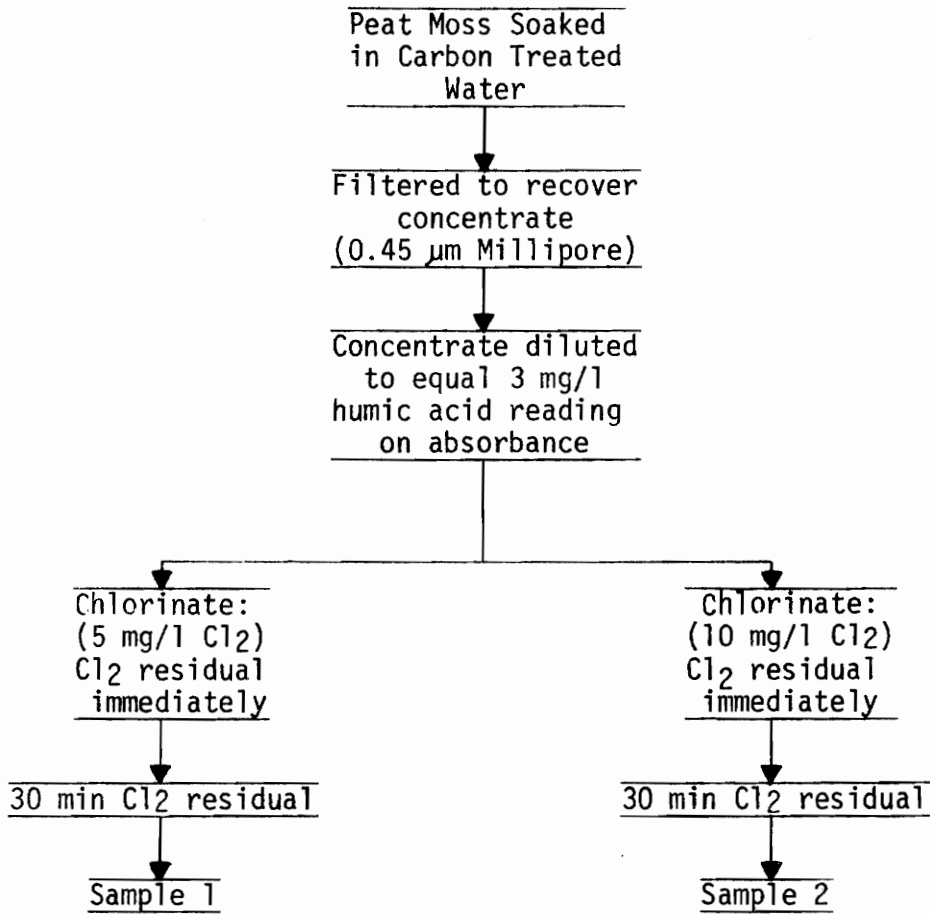 Peat Moss Soaked
in Carbon Treated
Water
Filtered to recover
concentrate
(0.45 µm Millipore)
Concentrate diluted
to equal 3 mg/l
humic acid reading
on absorbance
Chlorinate:
(5 mg/l Cl2)
Cl2 residual
immediately
30 min Cl2 residual
Sample 1
Chlorinate:
(10 mg/l Cl2)
Cl2 residual
immediately
30 min Cl2 residual
Sample 2